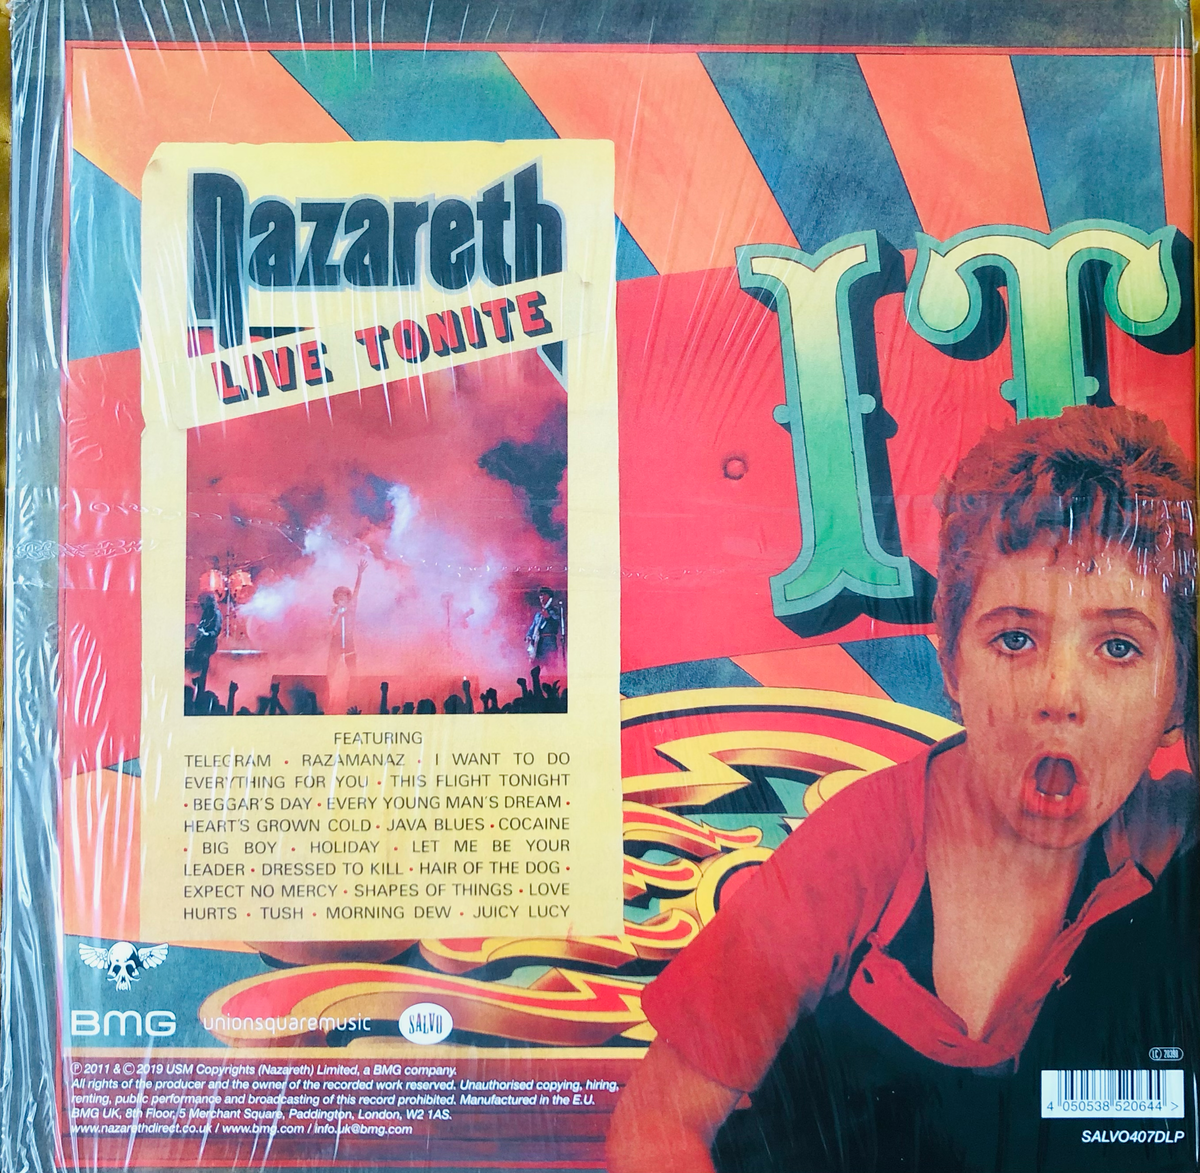 Nazareth
LIVE TONITE
IT
FEATURING
TELEGRAM • RAZAMANAZ • I WANT TO DO
EVERYTHING FOR YOU • THIS FLIGHT TONIGHT
• BEGGAR'S DAY • EVERY YOUNG MAN'S DREAM •
HEART'S GROWN COLD • JAVA BLUES • COCAINE
• BIG BOY • HOLIDAY • LET ME BE YOUR
LEADER • DRESSED TO KILL • HAIR OF THE DOG •
EXPECT NO MERCY • SHAPES OF THINGS • LOVE
HURTS • TUSH • MORNING DEW • JUICY LUCY
BMG unionsquaremusic SALVO
℗ 2011 & © 2019 USM Copyrights (Nazareth) Limited, a BMG company.
All rights of the producer and the owner of the recorded work reserved. Unauthorised copying, hiring,
renting, public performance and broadcasting of this record prohibited. Manufactured in the E.U.
BMG UK, 8th Floor, 5 Merchant Square, Paddington, London, W2 1AS.
www.nazarethdirect.co.uk / www.bmg.com / info.uk@bmg.com
4 050538 520644 >
SALVO407DLP